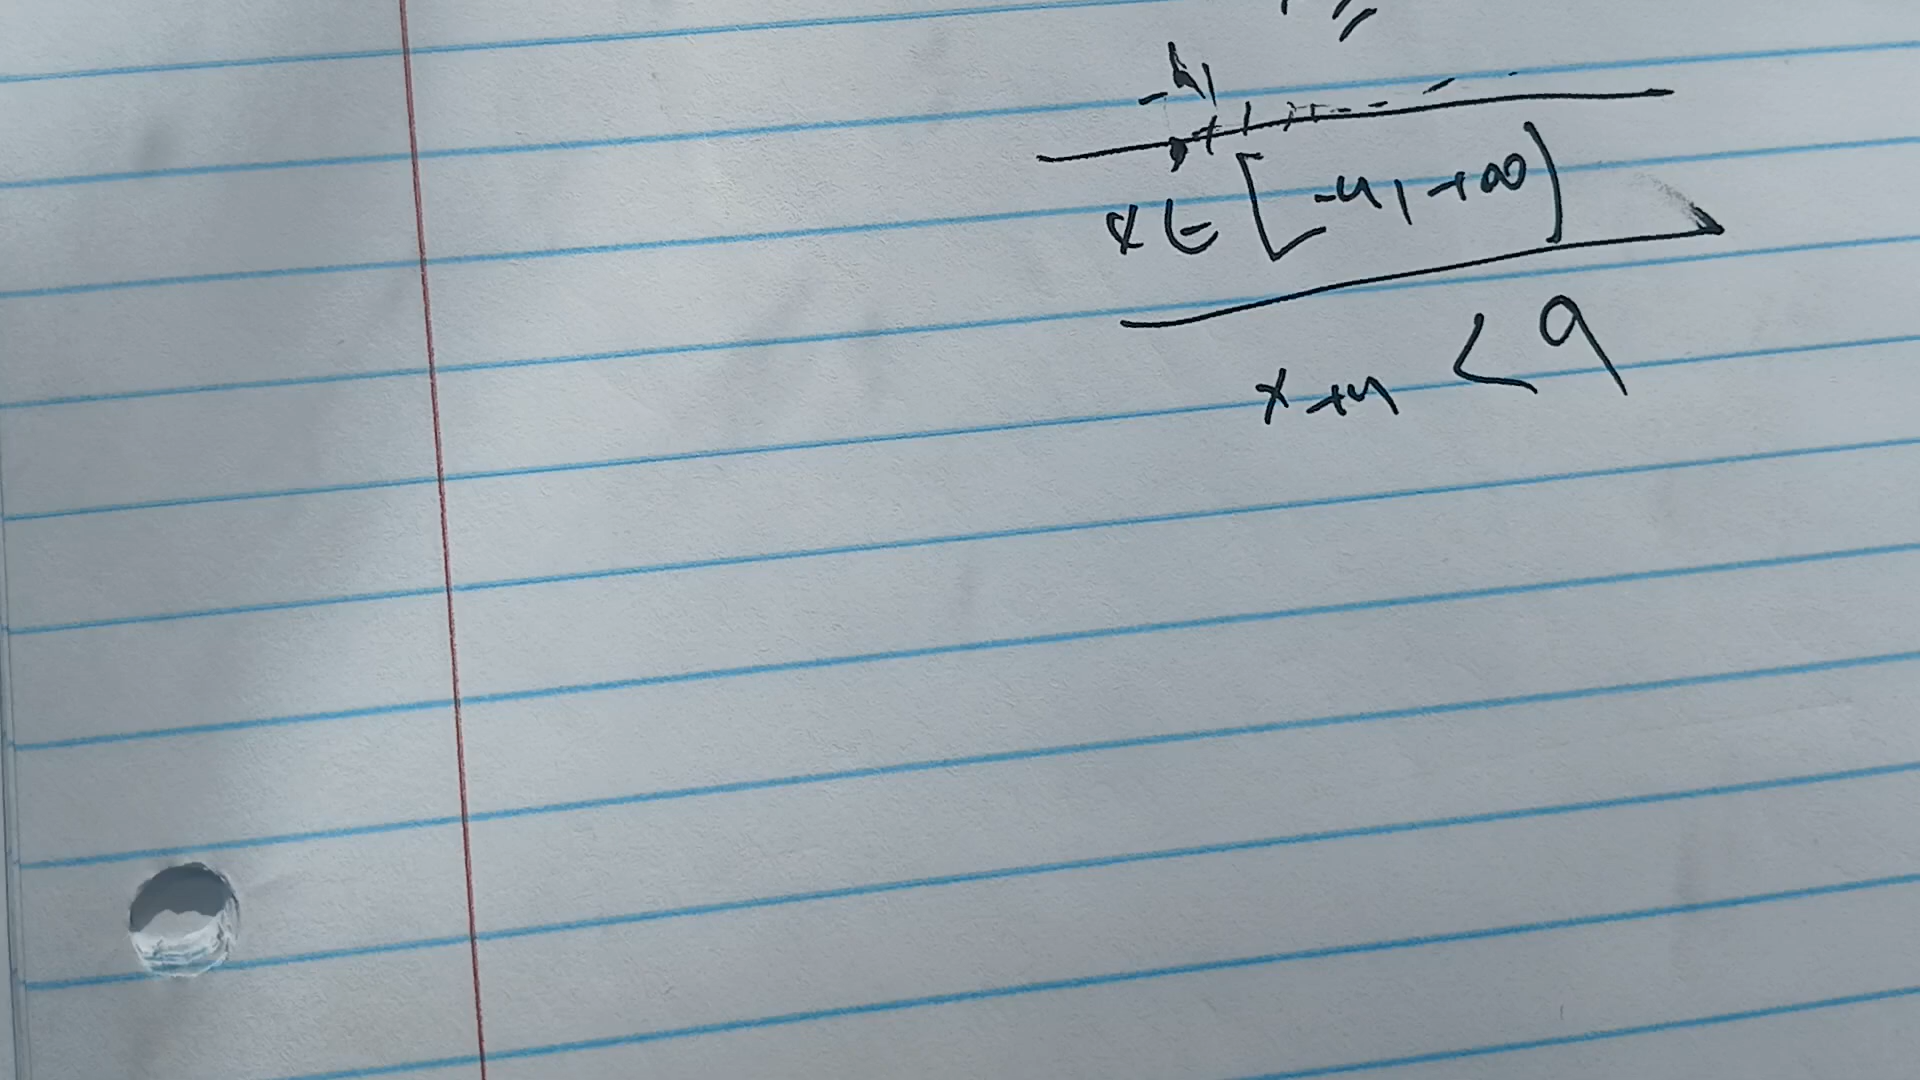 -4
x ∈ [-4, +∞)
x+4 < 9